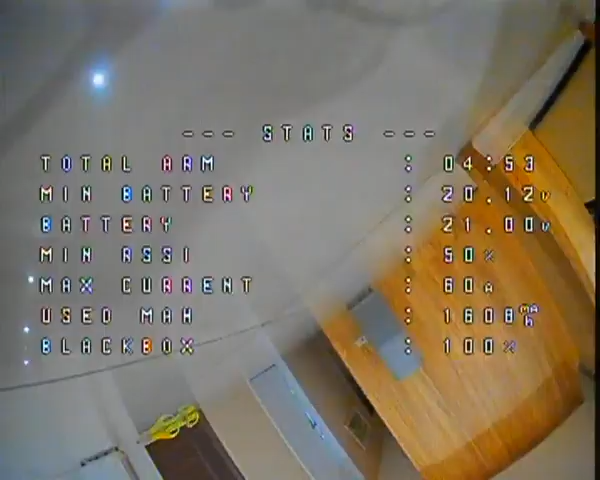 --- STATS ---
TOTAL ARM : 04:53
MIN BATTERY : 20.12V
BATTERY : 21.00V
MIN RSSI : 50%
MAX CURRENT : 60A
USED MAH : 1608MAH
BLACKBOX : 100%